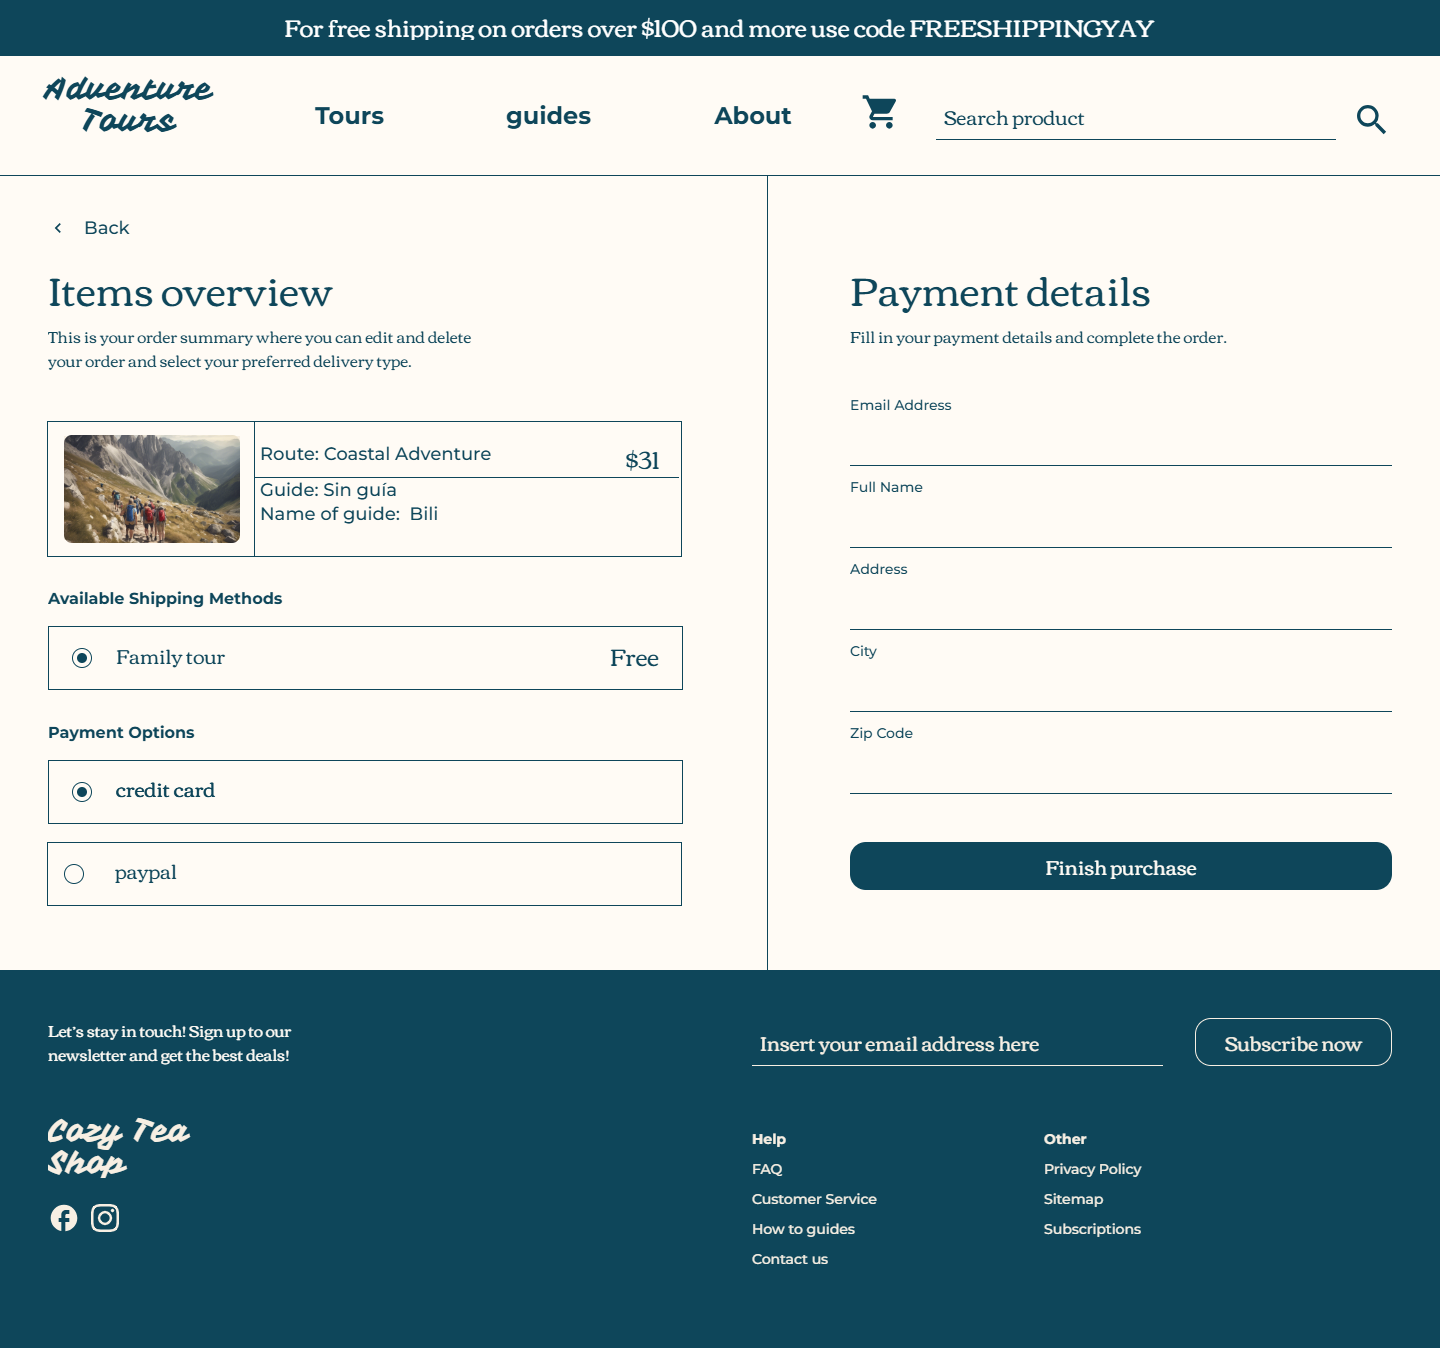 For free shipping on orders over $100 and more use code FREESHIPPINGYAY
Adventure
Tours
Tours
guides
About
Search product
Back
Items overview
This is your order summary where you can edit and delete
your order and select your preferred delivery type.
Route: Coastal Adventure
$31
Guide: Sin guía
Name of guide:  Bili
Available Shipping Methods
Family tour
Free
Payment Options
credit card
paypal
Payment details
Fill in your payment details and complete the order.
Email Address
Full Name
Address
City
Zip Code
Finish purchase
Let's stay in touch! Sign up to our
newsletter and get the best deals!
Insert your email address here
Subscribe now
Cozy Tea
Shop
Help
FAQ
Customer Service
How to guides
Contact us
Other
Privacy Policy
Sitemap
Subscriptions